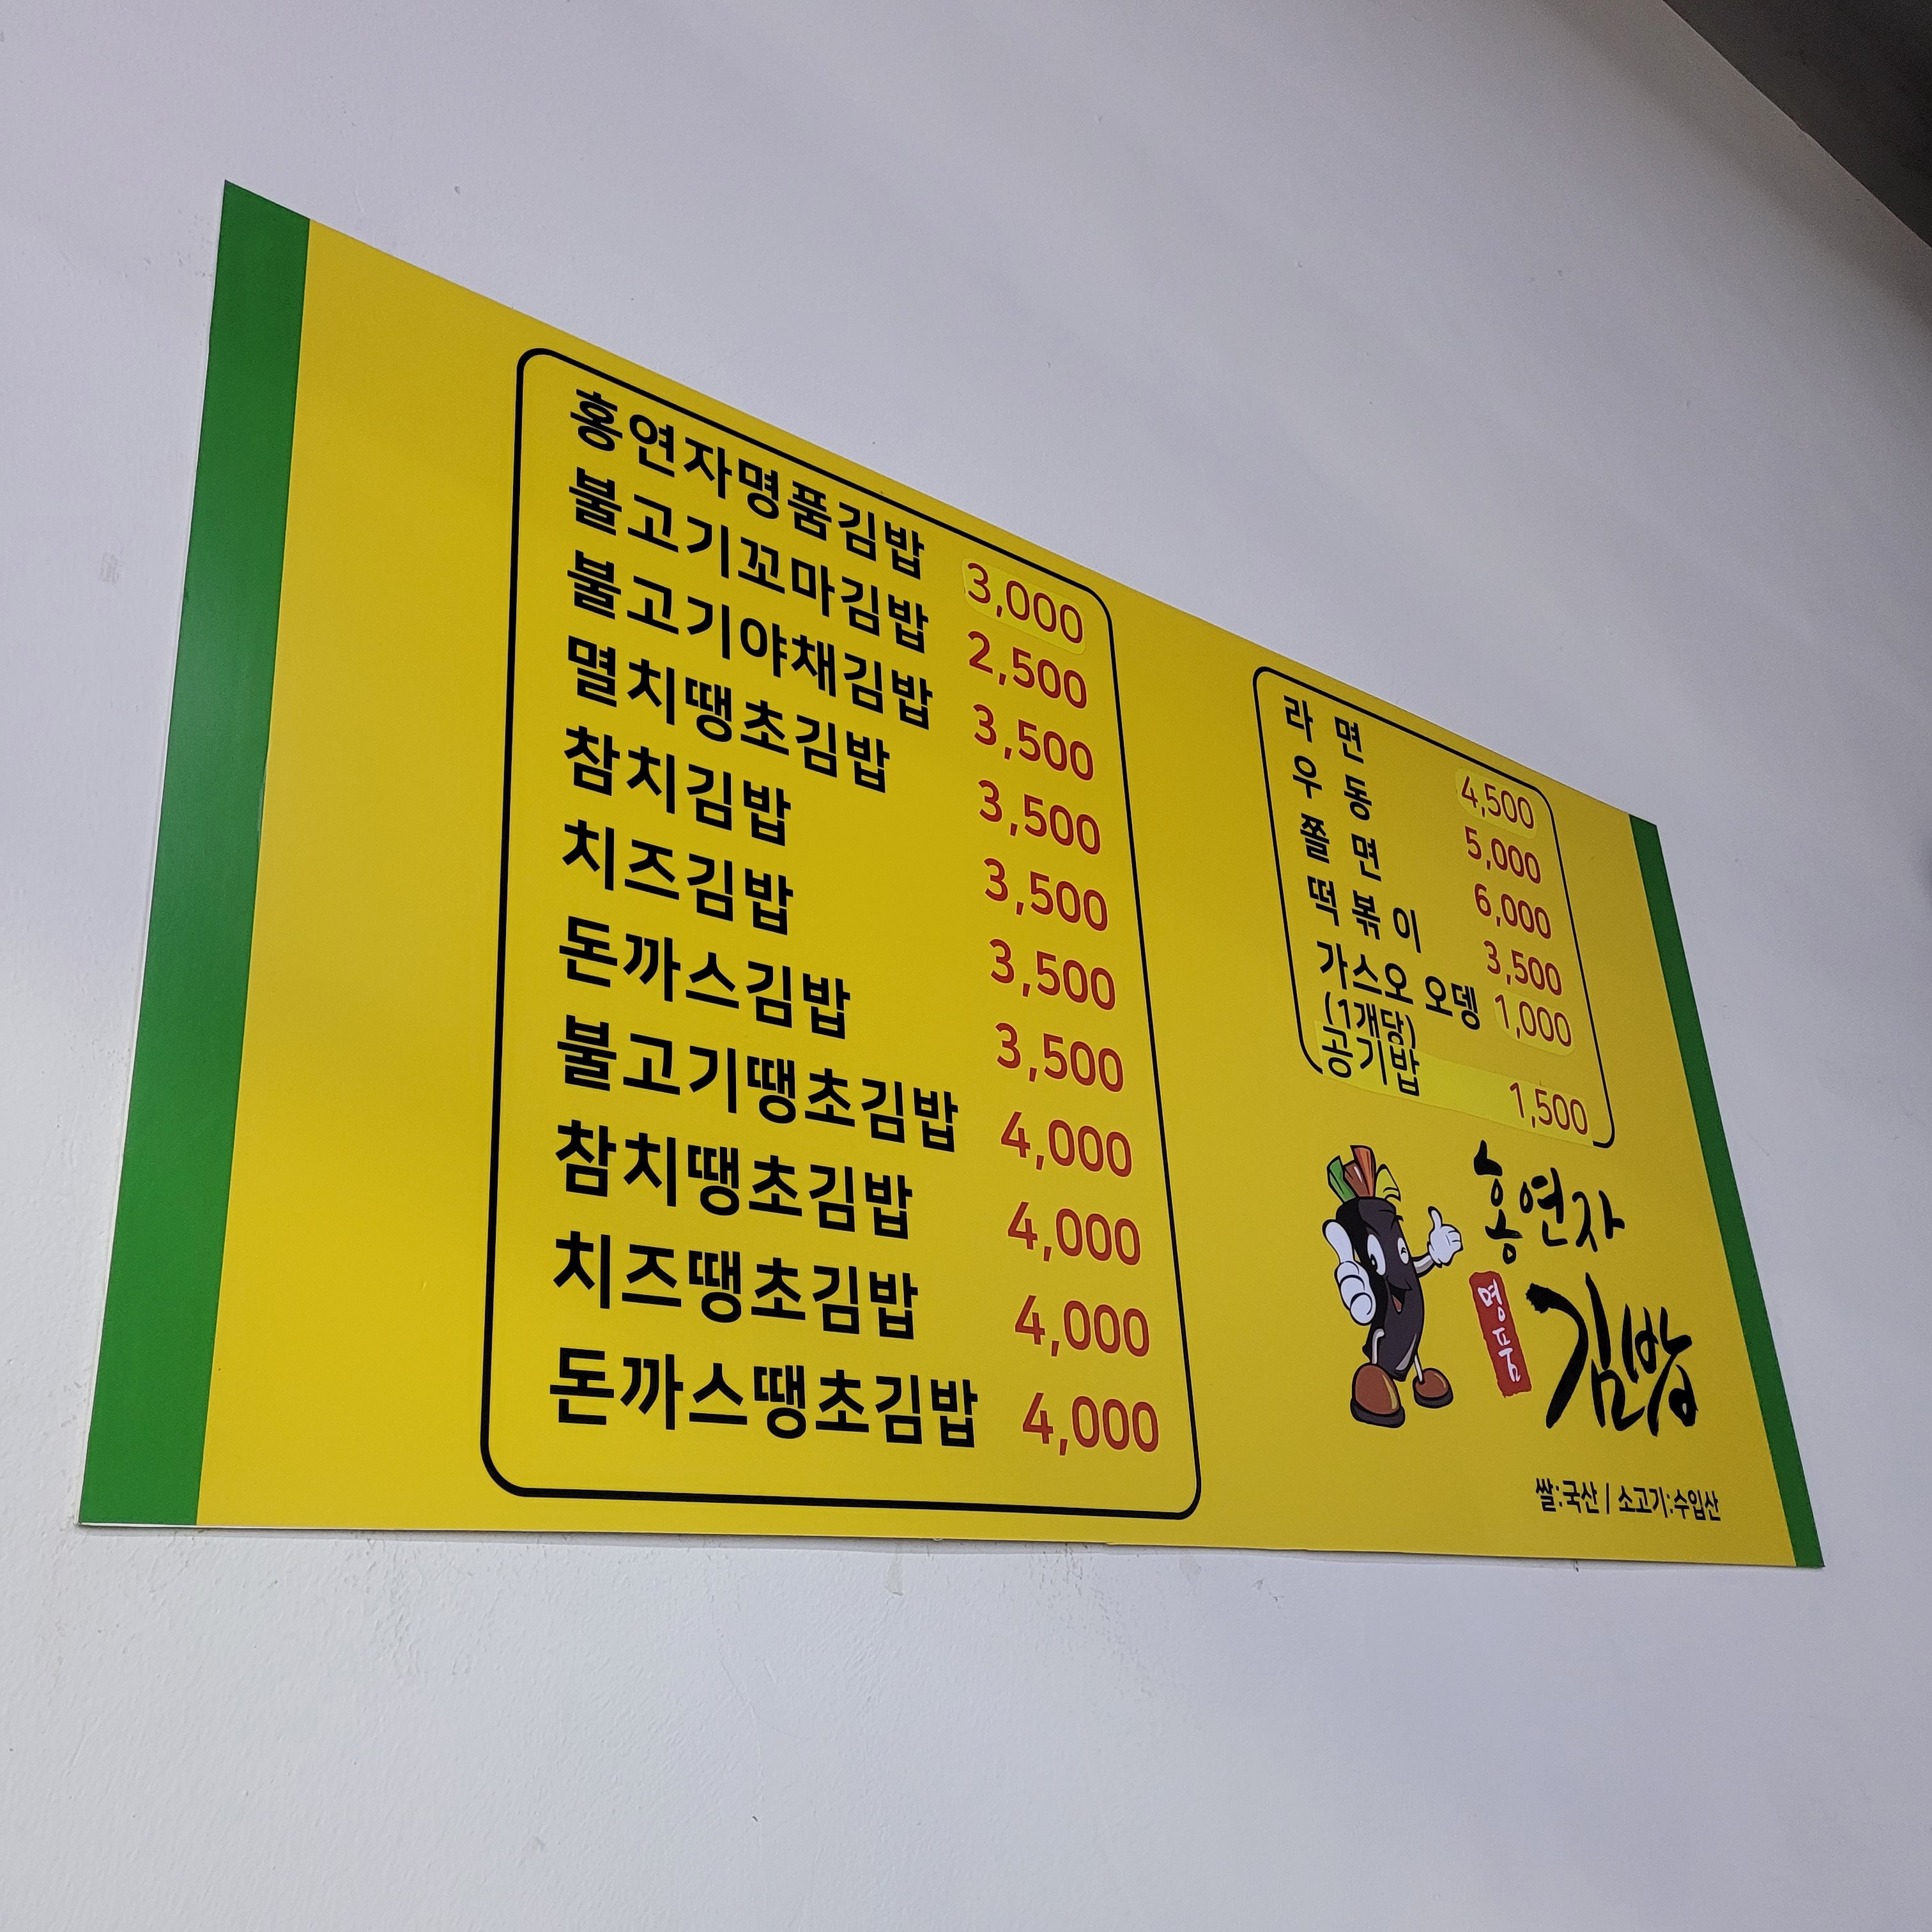 홍연자명품김밥 3,000
불고기꼬마김밥 2,500
불고기야채김밥 3,500
멸치땡초김밥 3,500
참치김밥 3,500
치즈김밥 3,500
돈까스김밥 3,500
불고기땡초김밥 4,000
참치땡초김밥 4,000
치즈땡초김밥 4,000
돈까스땡초김밥 4,000
라 면 4,500
우 동 5,000
쫄 면 6,000
떡 볶 이 3,500
가스오 오뎅 1,000
(1개당)
공기밥 1,500
홍연자
명품
김밥
쌀:국산 / 소고기:수입산